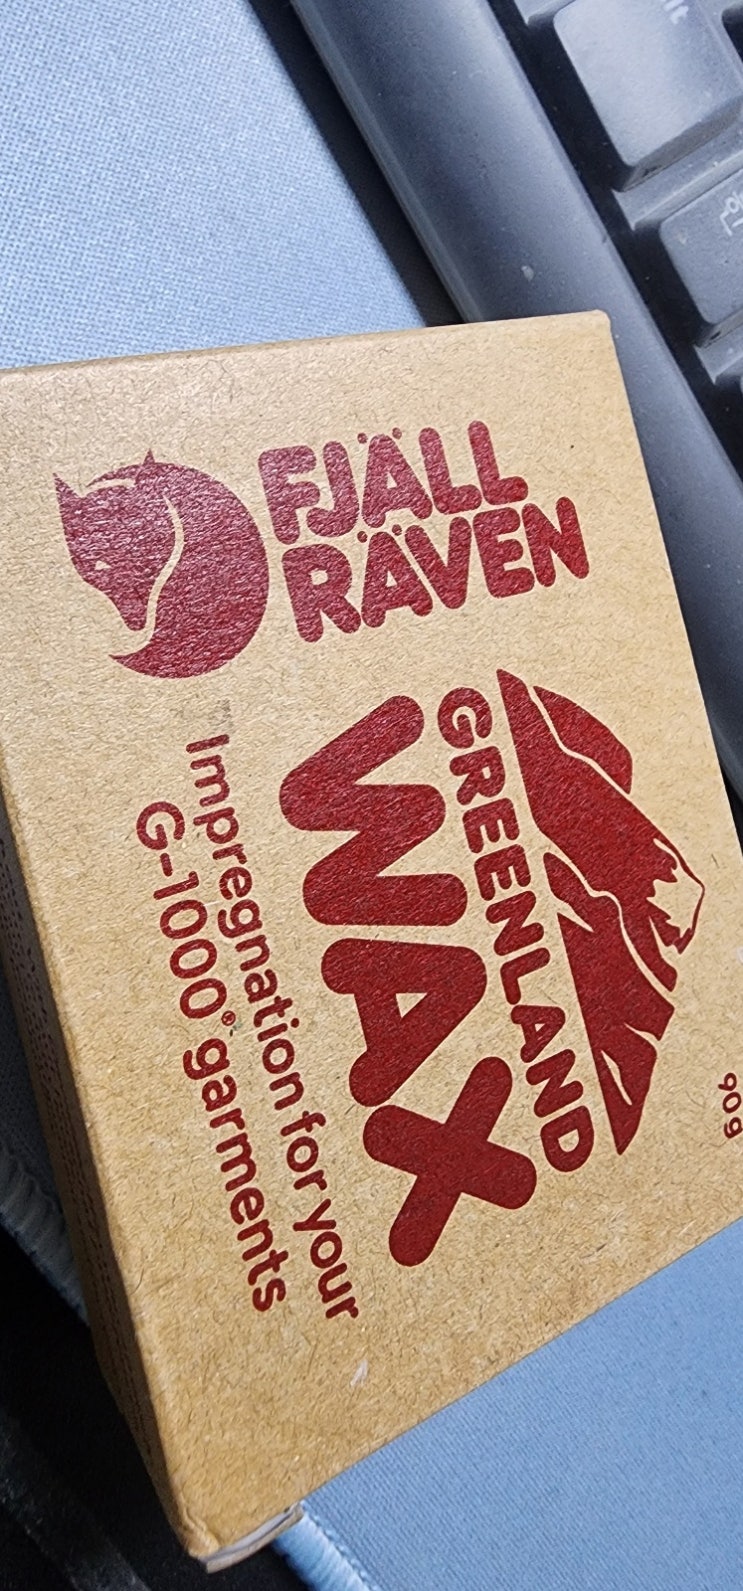 FJÄLL
RÄVEN
GREENLAND
WAX
Impregnation for your
G-1000® garments
90g